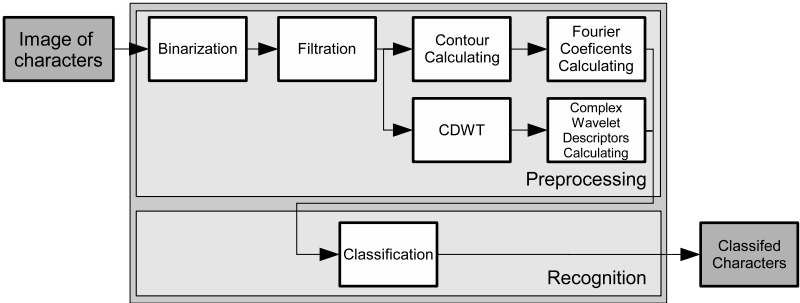 Image of
characters
Binarization
Filtration
Contour
Calculating
Fourier
Coeficents
Calculating
CDWT
Complex
Wavelet
Descriptors
Calculating
Preprocessing
Classification
Recognition
Classifed
Characters